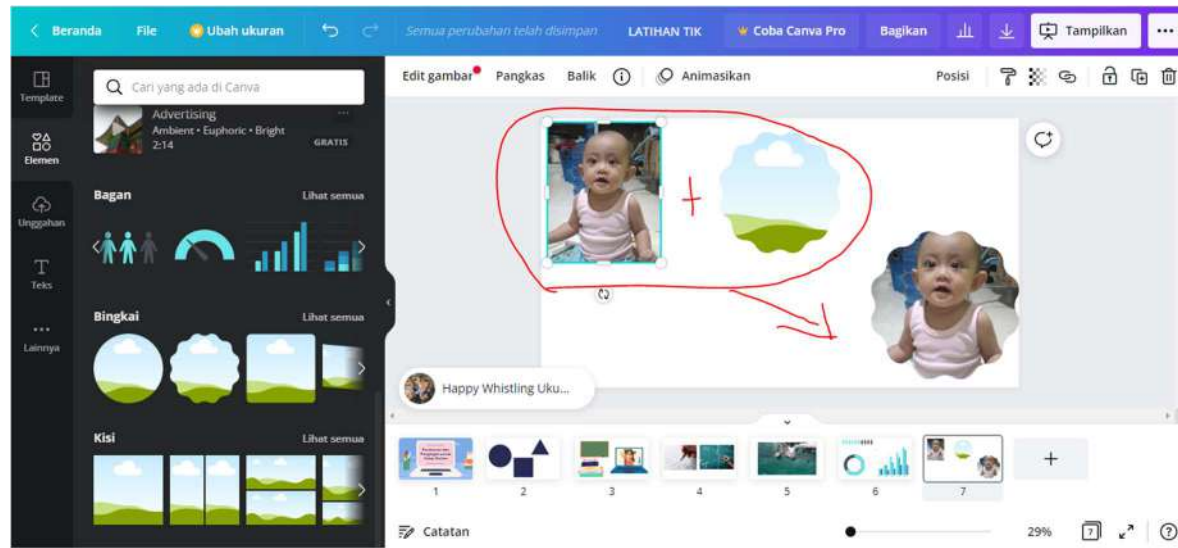 Beranda File Ubah ukuran Semua perubahan telah disimpan LATIHAN TIK Coba Canva Pro Bagikan Tampilkan
Edit gambar Pangkas Balik Animasikan Posisi
Template
Elemen
Unggahan
Teks
Lainnya
Cari yang ada di Canva
Advertising
Ambient • Euphoric • Bright
2:14 GRATIS
Bagan Lihat semua
Bingkai Lihat semua
Kisi Lihat semua
+
Happy Whistling Uku...
1 2 3 4 5 6 7
Catatan 29% 7